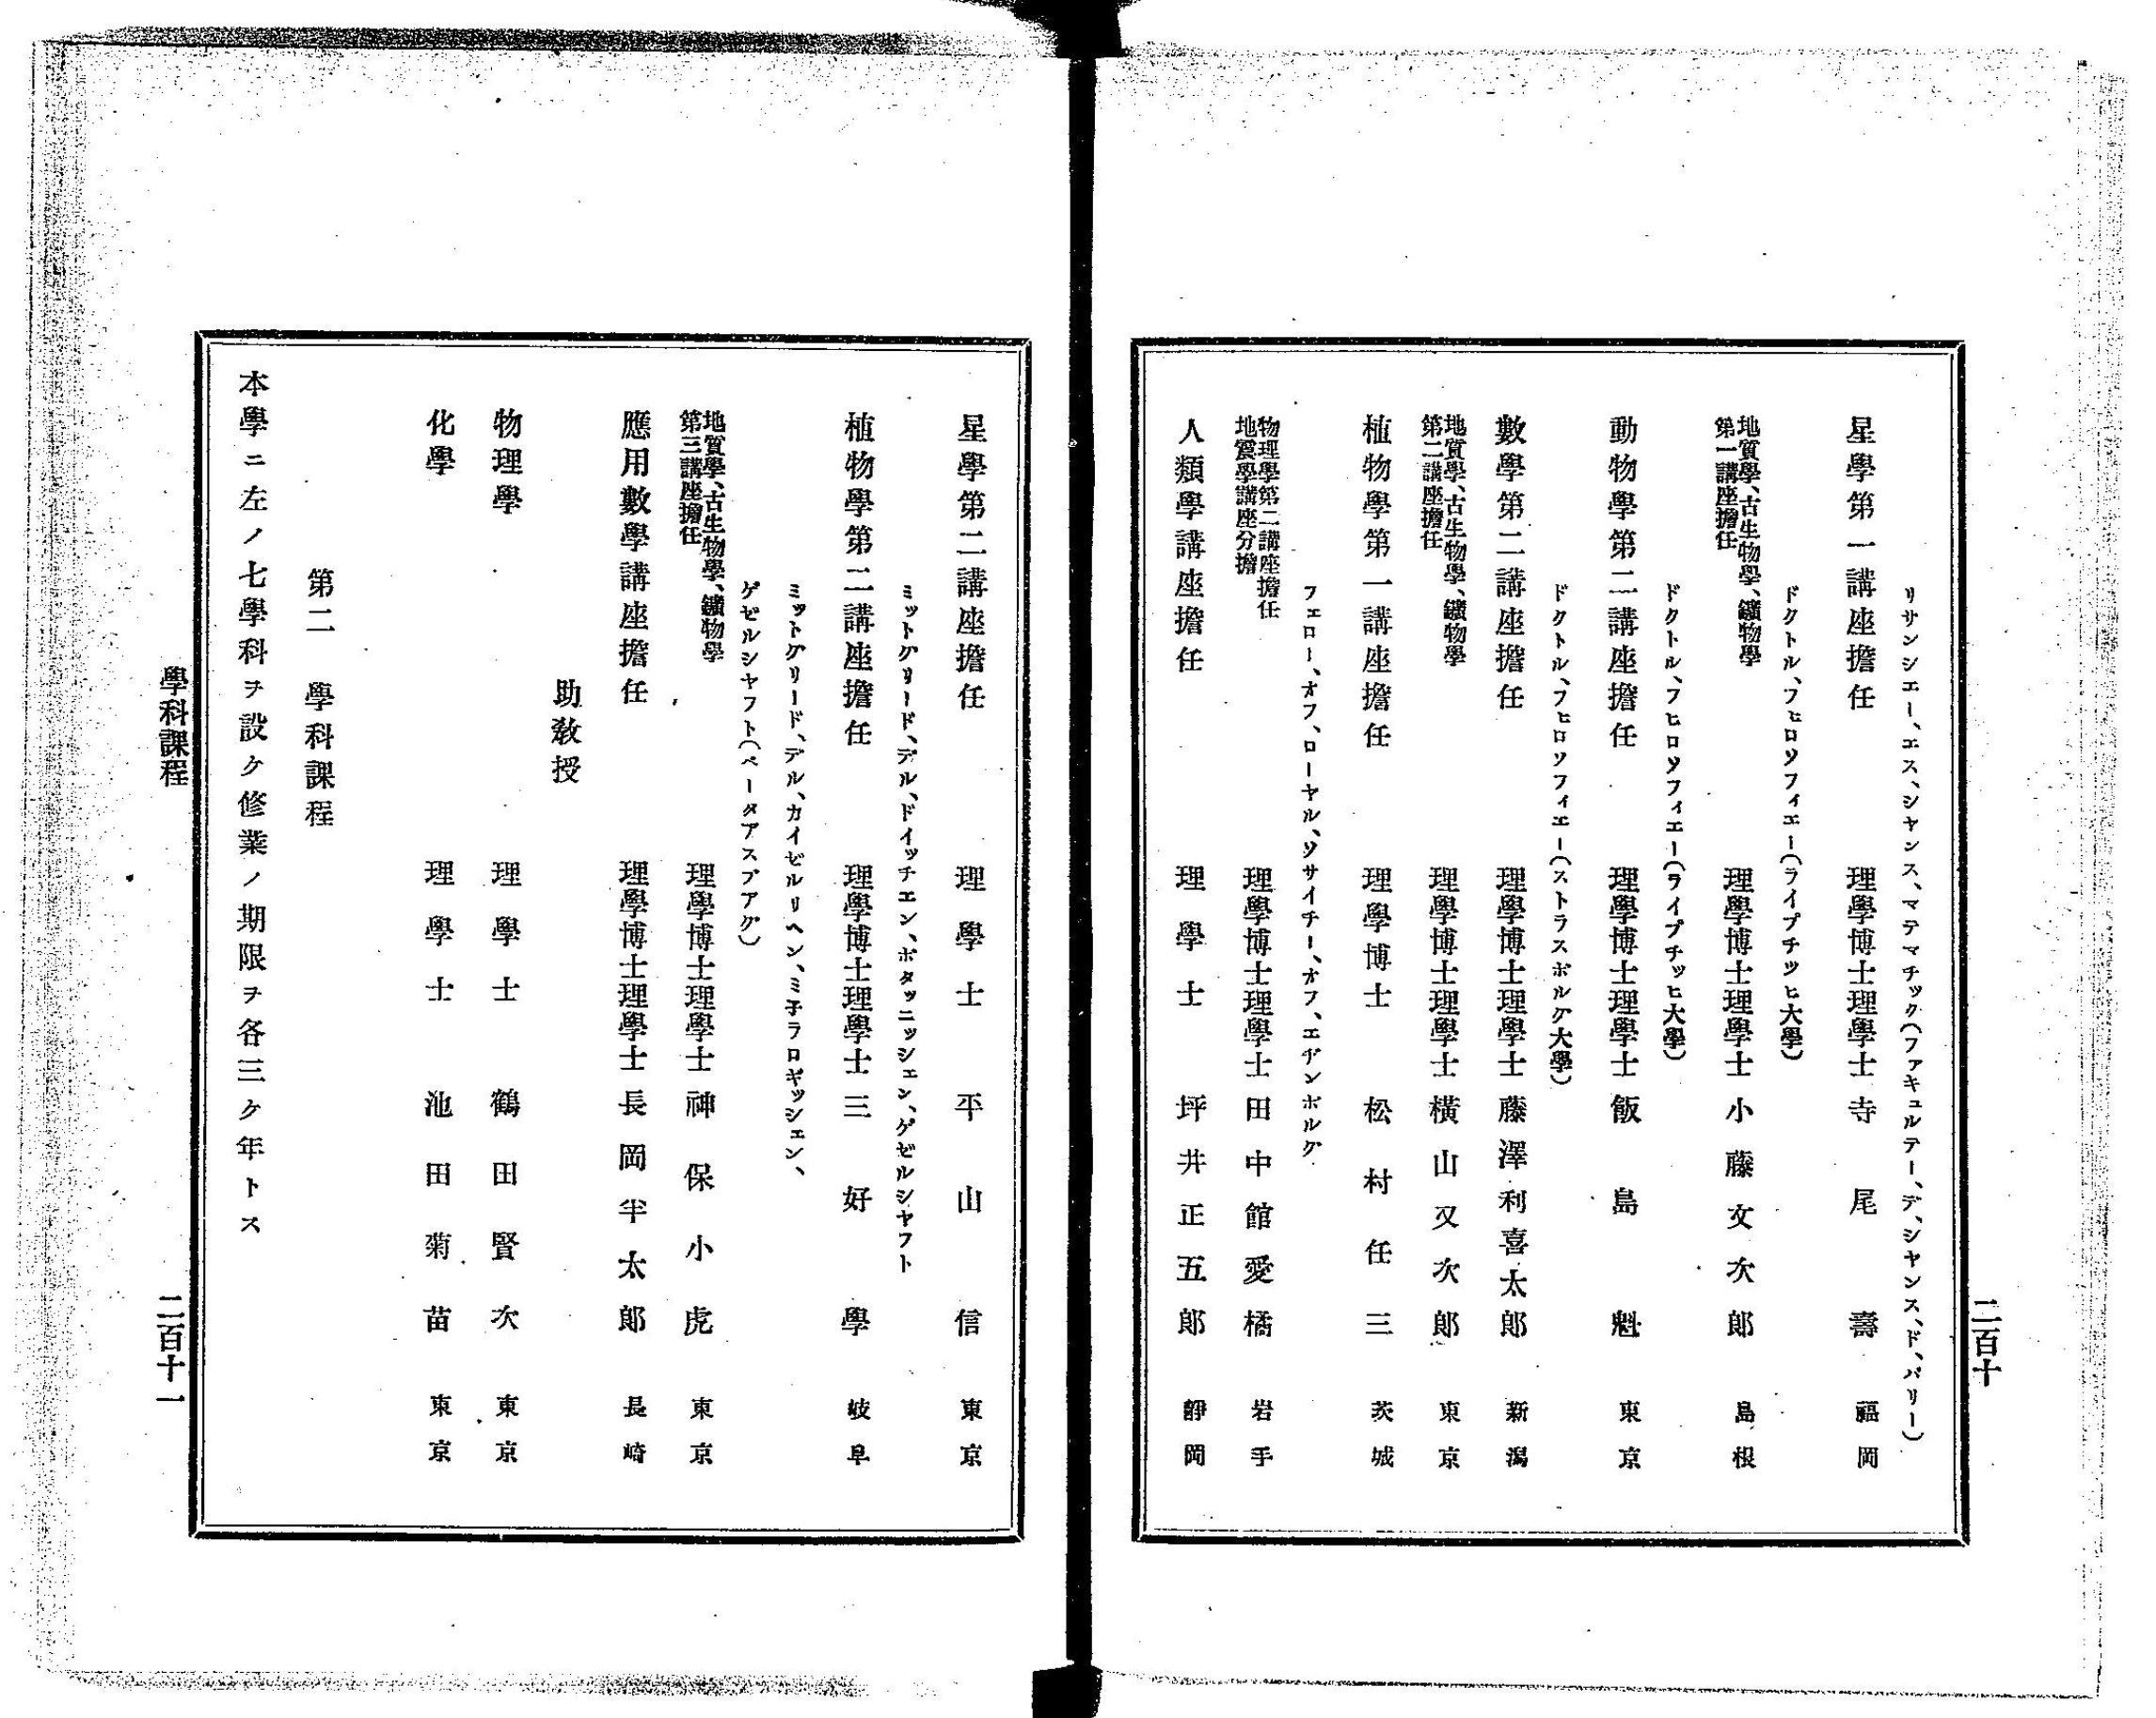 二百十
リサンシエー、エス、シヤンス、マテマチック(ファキュルテー、デ、シヤンス、ド、パリー)
星學第一講座擔任 理學博士理學士 寺尾壽 福岡
ドクトル、フヒロソフィエー(ライプチツヒ大學)
地質學、古生物學、鑛物學
第一講座擔任
理學博士理學士 小藤文次郎 島根
ドクトル、フヒロソフィエー(ライプチッヒ大學)
動物學第二講座擔任 理學博士理學士 飯島魁 東京
ドクトル、フヒロソフィエー(ストラスボルグ大學)
數學第二講座擔任 理學博士理學士 藤澤利喜太郎 新潟
地質學、古生物學、鑛物學
第二講座擔任
理學博士理學士 横山又次郎 東京
植物學第一講座擔任 理學博士 松村任三 茨城
フェロー、オフ、ローヤル、ソサイチー、オフ、エヂンボルグ
物理學第二講座擔任
地震學講座分擔
理學博士理學士 田中館愛橘 岩手
人類學講座擔任 理學士 坪井正五郎 靜岡
星學第二講座擔任 理學士 平山信 東京
ミットグリード、デル、ドイッチエン、ボタッニッシェン、ゲゼルシヤフト
植物學第二講座擔任 理學博士理學士 三好學 岐阜
ミットグリード、デル、カイゼルリヘン、ミ子ラロギッシェン、
ゲゼルシヤフト(ペータアスブアグ)
地質學、古生物學、鑛物學
第三講座擔任
理學博士理學士 神保小虎 東京
應用數學講座擔任 理學博士理學士 長岡半太郎 長崎
助敎授
物理學 理學士 鶴田賢次 東京
化學 理學士 池田菊苗 東京
第二 學科課程
本學ニ左ノ七學科ヲ設ケ修業ノ期限ヲ各三ケ年トス
學科課程 二百十一